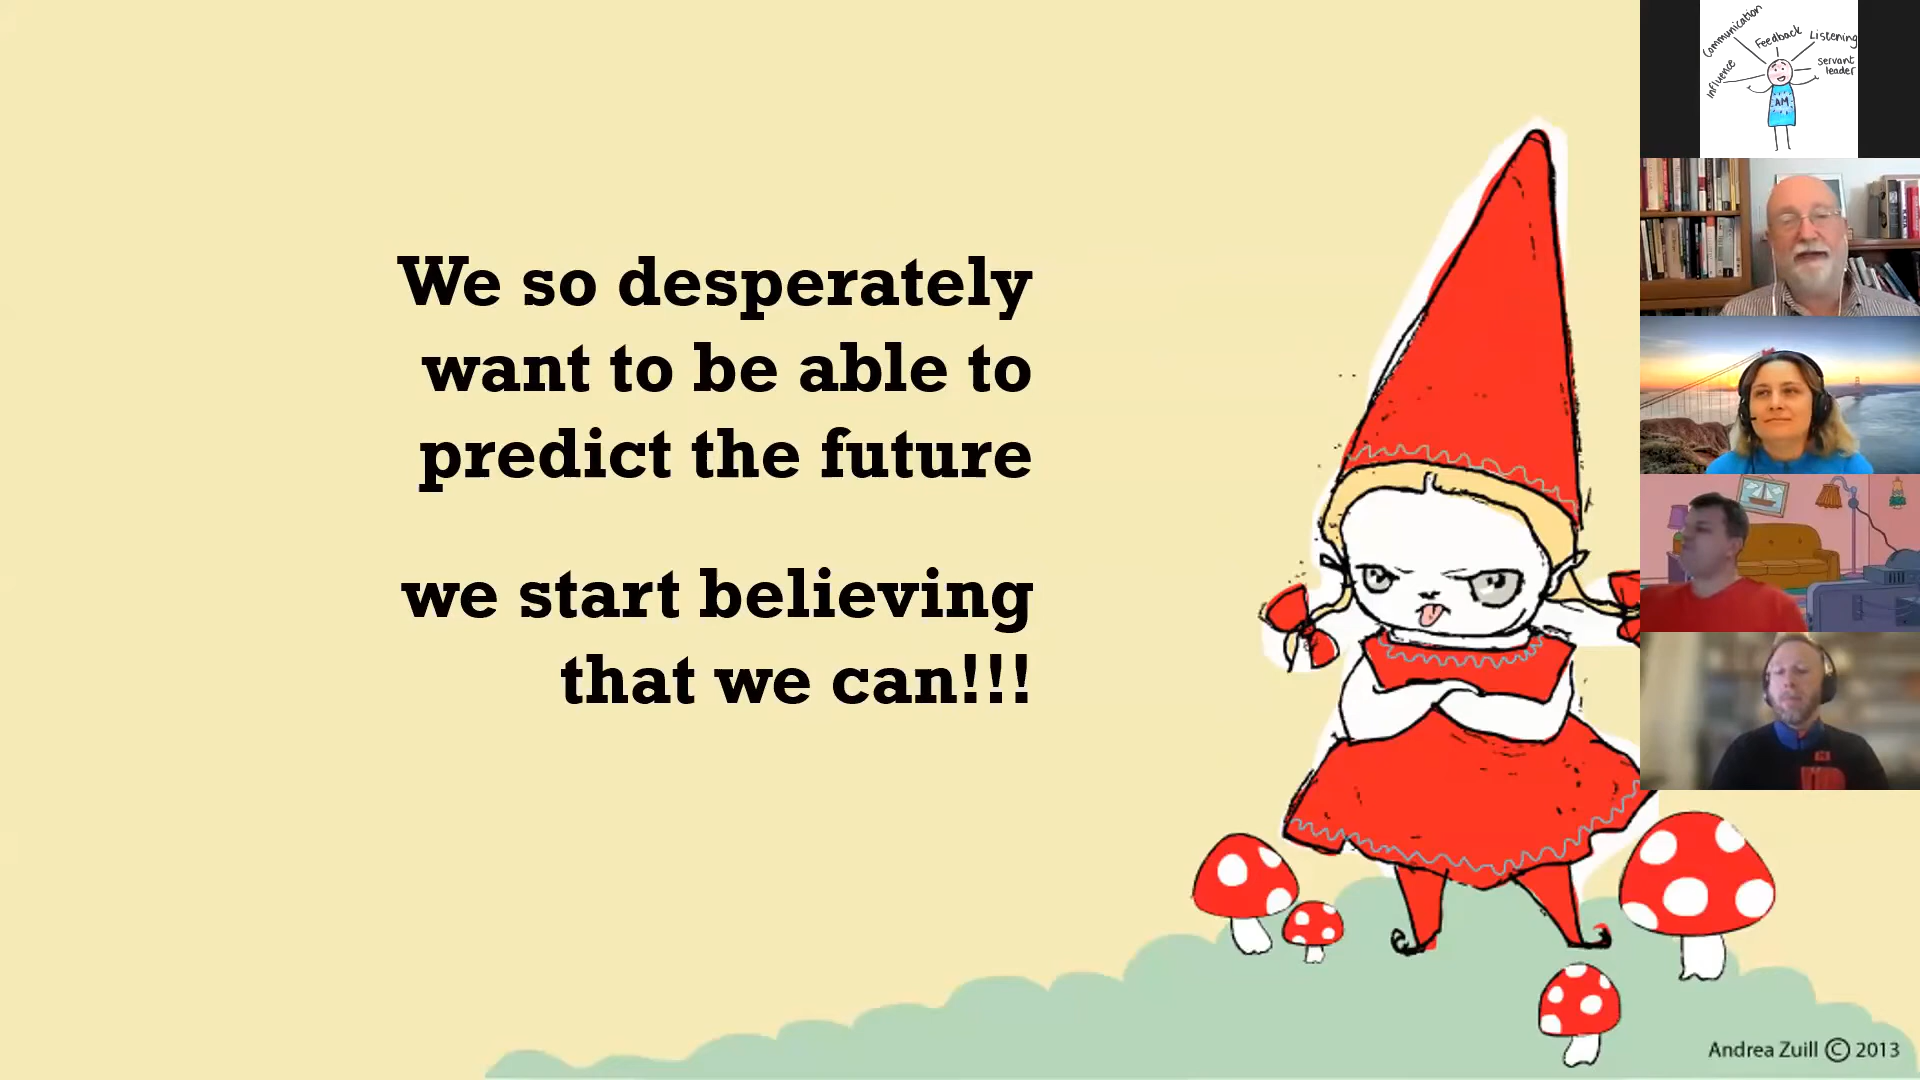 We so desperately
want to be able to
predict the future
we start believing
that we can!!!
Andrea Zuill © 2013
Communication
Feedback
Listening
Influence
servant
leader
AM